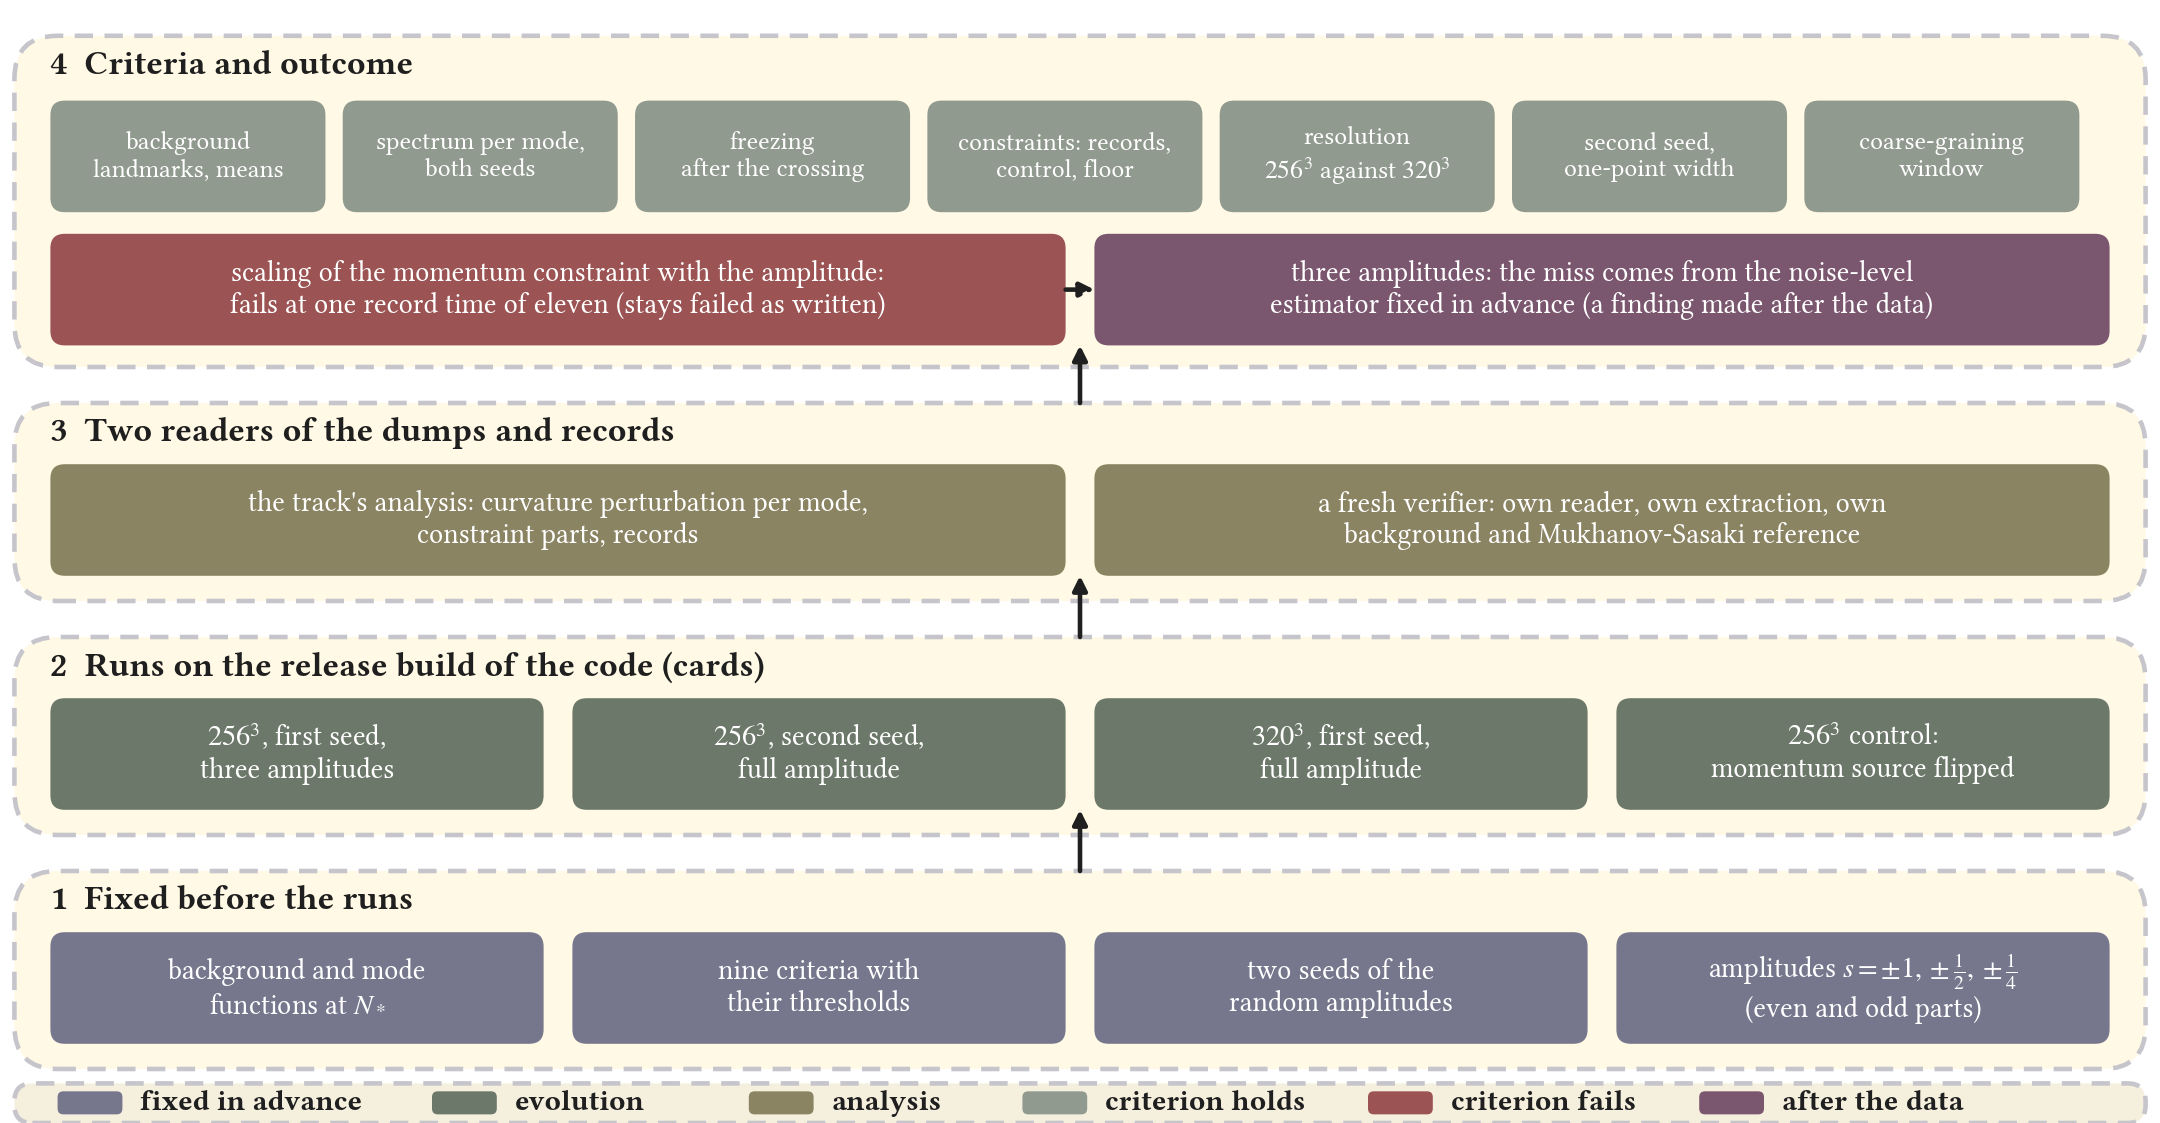 4 Criteria and outcome
background
landmarks, means
spectrum per mode,
both seeds
freezing
after the crossing
constraints: records,
control, floor
resolution
256³ against 320³
second seed,
one-point width
coarse-graining
window
scaling of the momentum constraint with the amplitude:
fails at one record time of eleven (stays failed as written)
three amplitudes: the miss comes from the noise-level
estimator fixed in advance (a finding made after the data)
3 Two readers of the dumps and records
the track's analysis: curvature perturbation per mode,
constraint parts, records
a fresh verifier: own reader, own extraction, own
background and Mukhanov-Sasaki reference
2 Runs on the release build of the code (cards)
256³, first seed,
three amplitudes
256³, second seed,
full amplitude
320³, first seed,
full amplitude
256³ control:
momentum source flipped
1 Fixed before the runs
background and mode
functions at N*
nine criteria with
their thresholds
two seeds of the
random amplitudes
amplitudes s = ±1, ±1/2, ±1/4
(even and odd parts)
fixed in advance
evolution
analysis
criterion holds
criterion fails
after the data